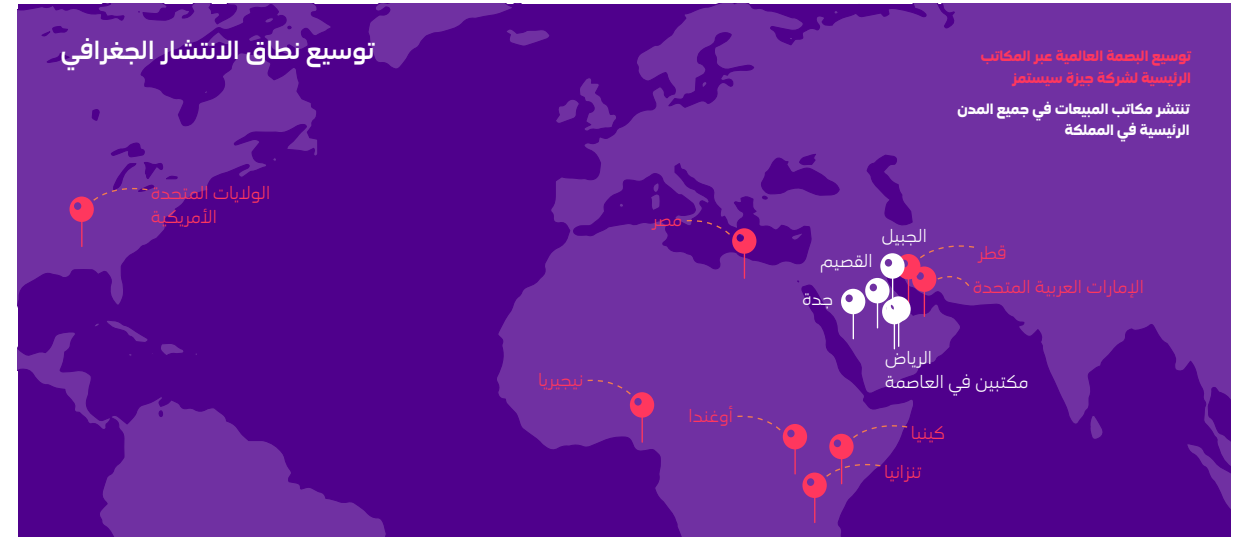 توسيع نطاق الانتشار الجغرافي
توسيع البصمة العالمية عبر المكاتب
الرئيسية لشركة جيزة سيستمز
تنتشر مكاتب المبيعات في جميع المدن
الرئيسية في المملكة
الولايات المتحدة
الأمريكية
مصر
الجبيل
القصيم
قطر
الإمارات العربية المتحدة
جدة
الرياض
مكتبين في العاصمة
نيجيريا
أوغندا
كينيا
تنزانيا